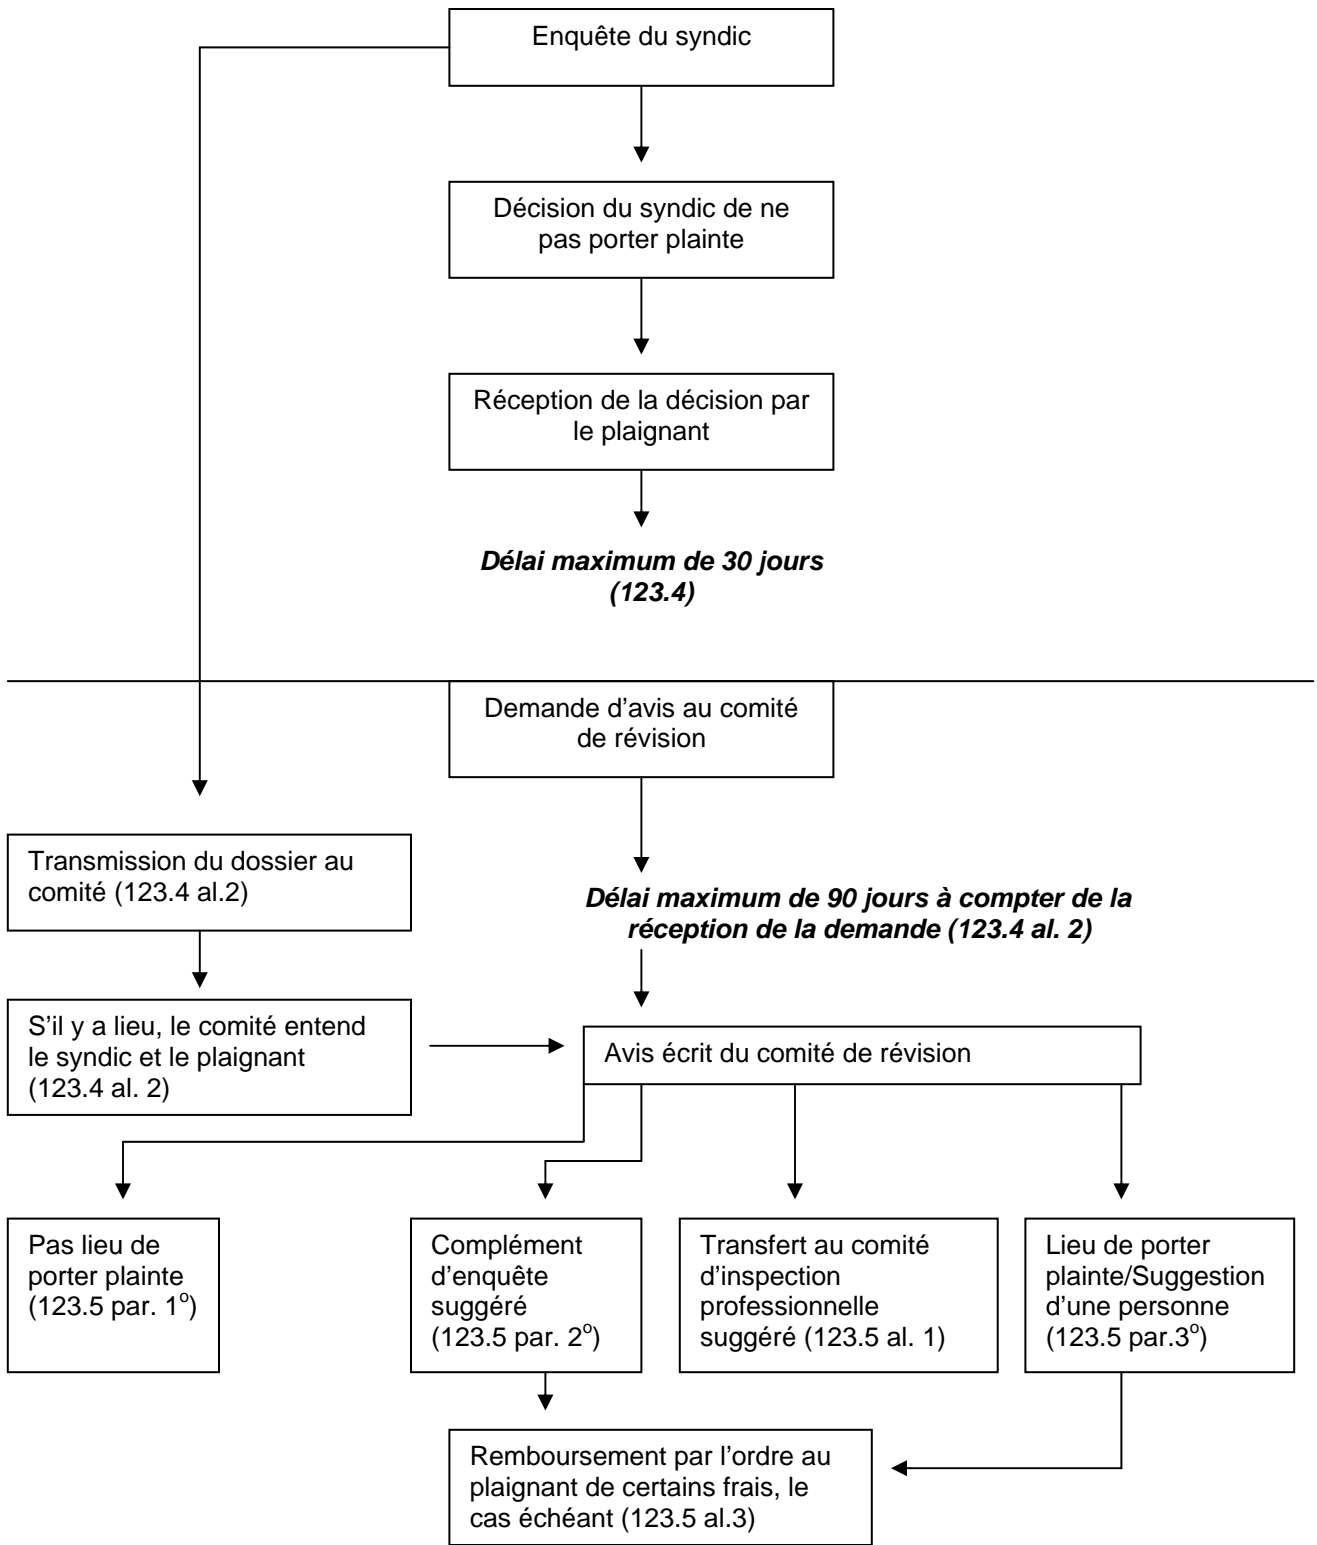 Enquête du syndic
Décision du syndic de ne
pas porter plainte
Réception de la décision par
le plaignant
Délai maximum de 30 jours
(123.4)
Demande d'avis au comité
de révision
Transmission du dossier au
comité (123.4 al.2)
Délai maximum de 90 jours à compter de la
réception de la demande (123.4 al. 2)
S'il y a lieu, le comité entend
le syndic et le plaignant
(123.4 al. 2)
Avis écrit du comité de révision
Pas lieu de
porter plainte
(123.5 par. 1º)
Complément
d'enquête
suggéré
(123.5 par. 2º)
Transfert au comité
d'inspection
professionnelle
suggéré (123.5 al. 1)
Lieu de porter
plainte/Suggestion
d'une personne
(123.5 par.3º)
Remboursement par l'ordre au
plaignant de certains frais, le
cas échéant (123.5 al.3)